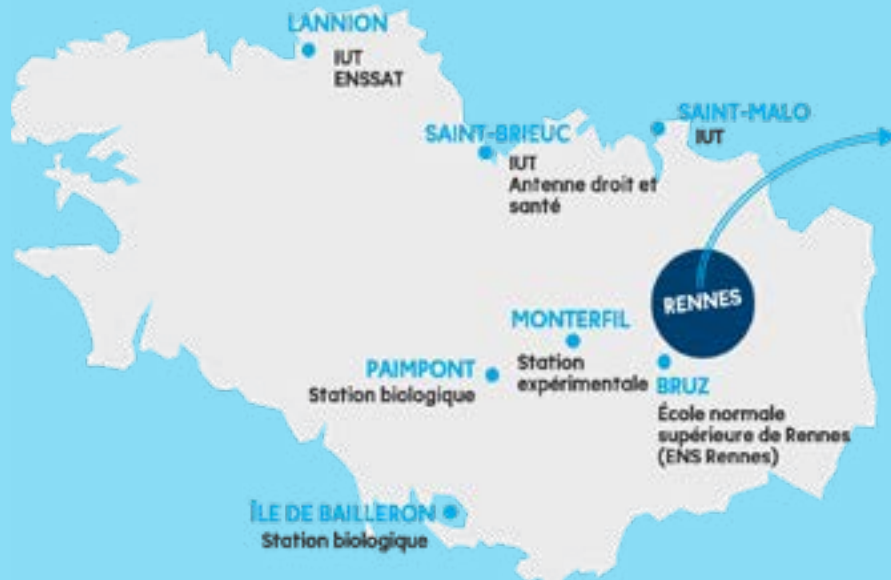 LANNION
IUT
ENSSAT
SAINT-BRIEUC
IUT
Antenne droit et
santé
SAINT-MALO
IUT
RENNES
MONTERFIL
Station
expérimentale
PAIMPONT
Station biologique
BRUZ
École normale
supérieure de Rennes
(ENS Rennes)
ÎLE DE BAILLERON
Station biologique